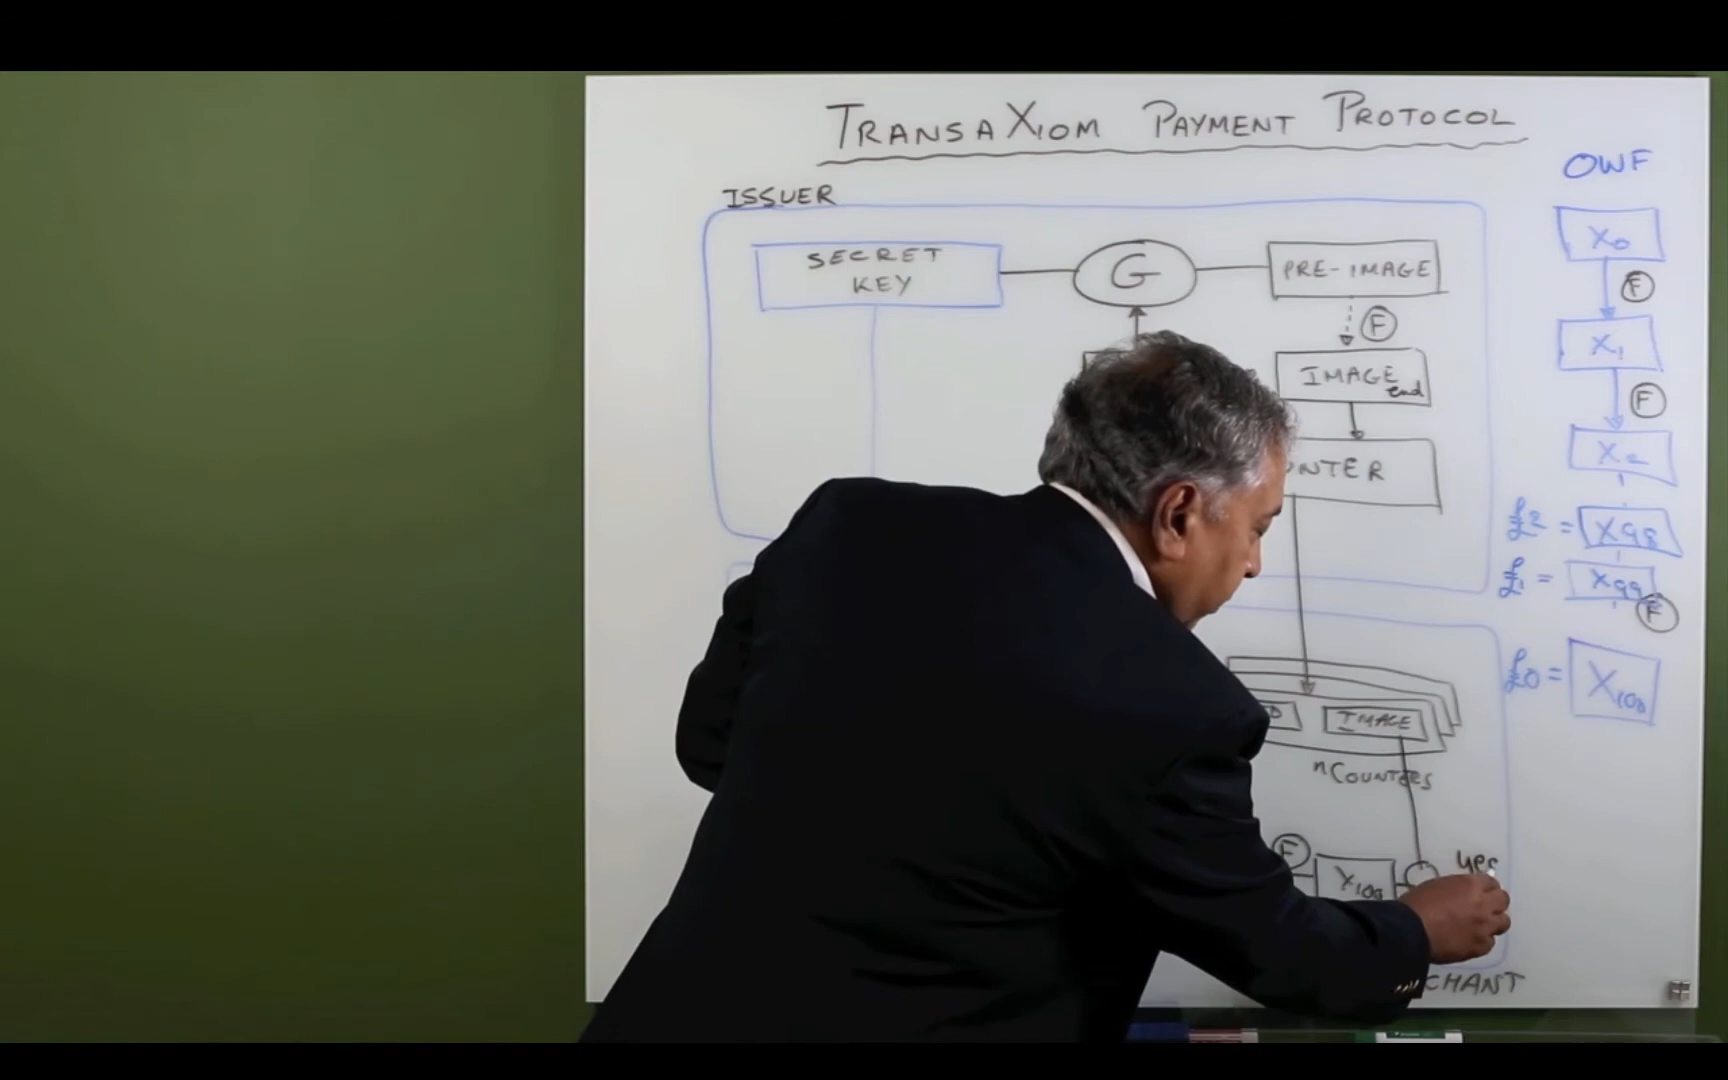 TRANSAXIOM PAYMENT PROTOCOL
OWF
ISSUER
SECRET
KEY
G
PRE-IMAGE
F
IMAGE
end
X0
F
X1
F
X2
£2 = X98
£1 = X99
F
£0 = X100
IMAGE
nCOUNTERS
F
X100
yes